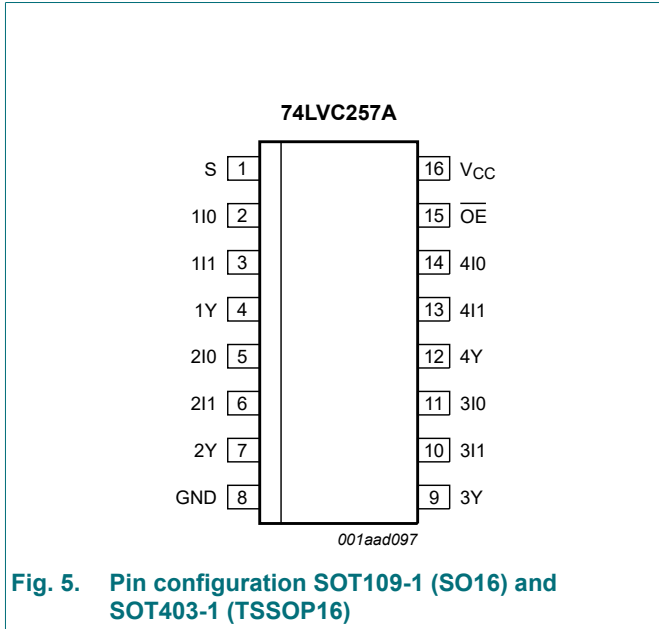 74LVC257A
S 1 16 VCC
1I0 2 15 OE
1I1 3 14 4I0
1Y 4 13 4I1
2I0 5 12 4Y
2I1 6 11 3I0
2Y 7 10 3I1
GND 8 9 3Y
001aad097
Fig. 5. Pin configuration SOT109-1 (SO16) and
SOT403-1 (TSSOP16)